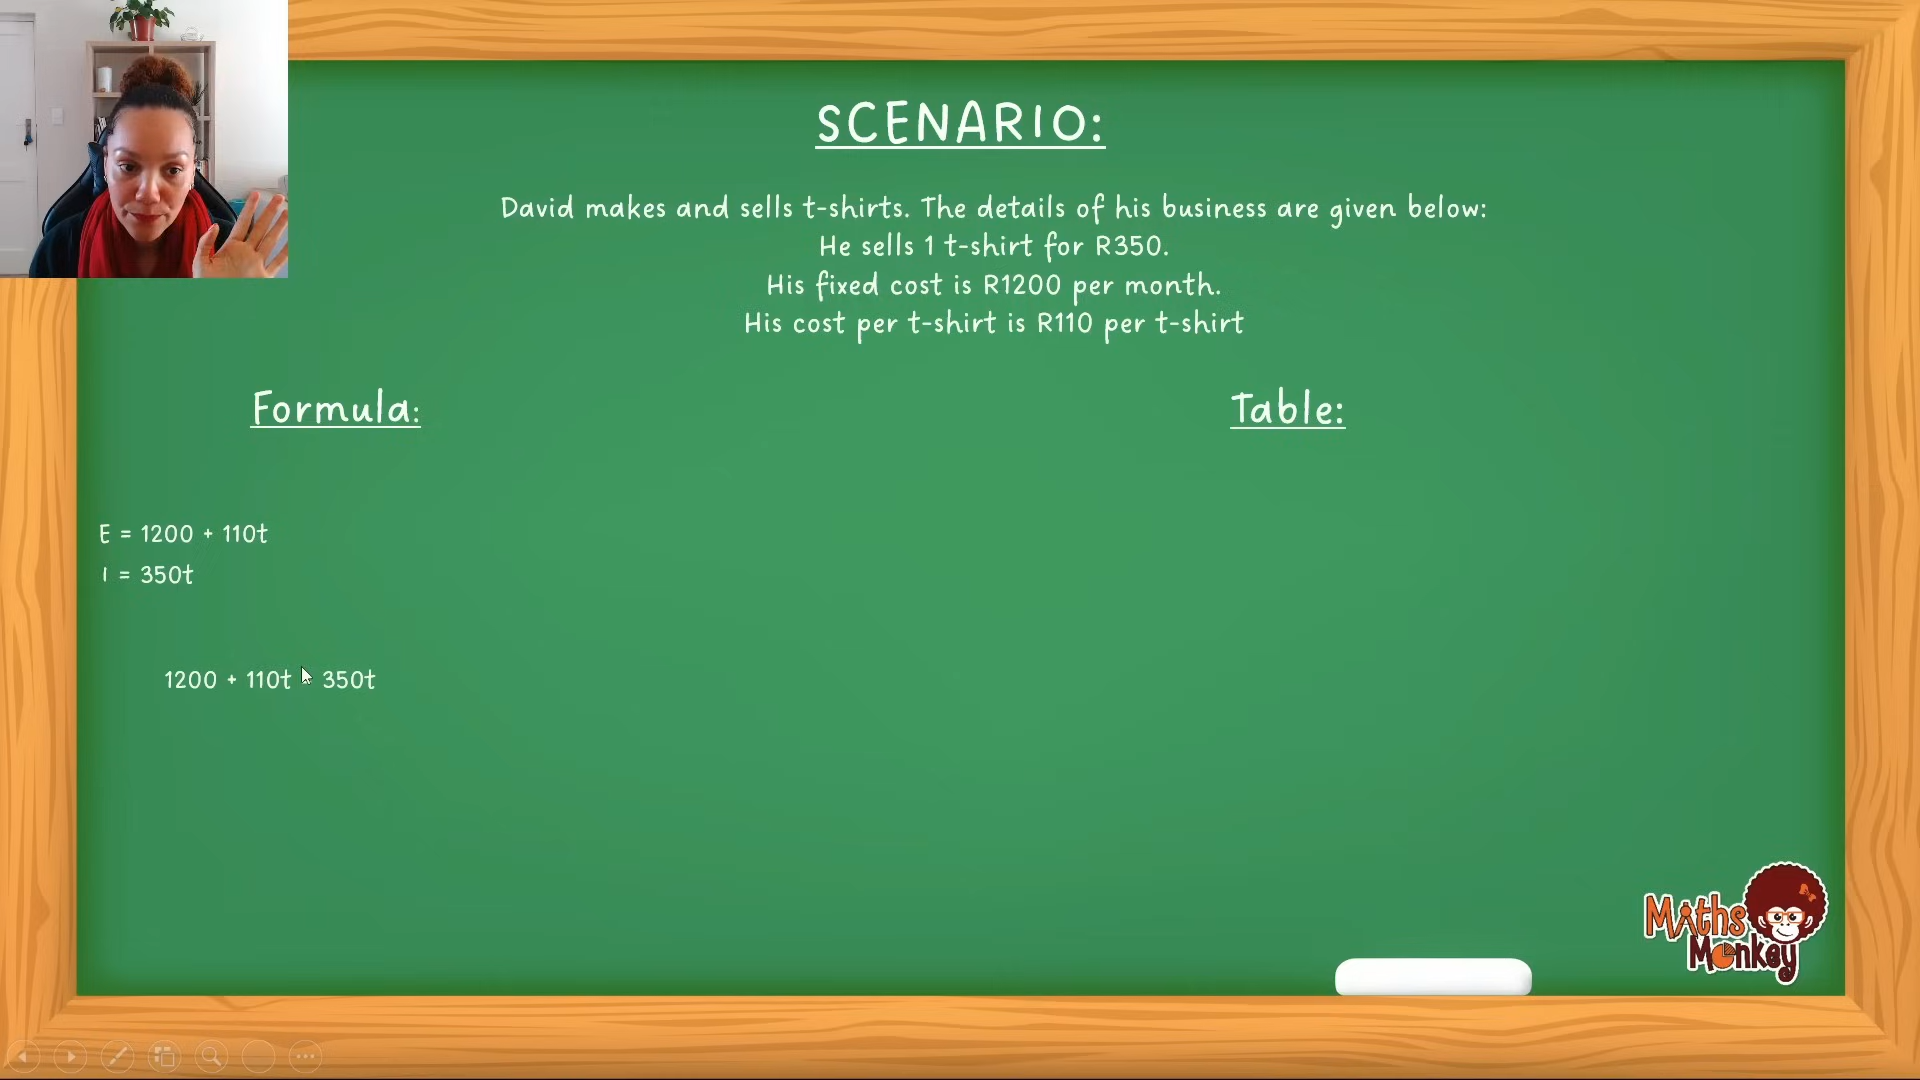 SCENARIO:
David makes and sells t-shirts. The details of his business are given below:
He sells 1 t-shirt for R350.
His fixed cost is R1200 per month.
His cost per t-shirt is R110 per t-shirt
Formula:
Table:
E = 1200 + 110t
I = 350t
1200 + 110t 350t
Maths
Monkey